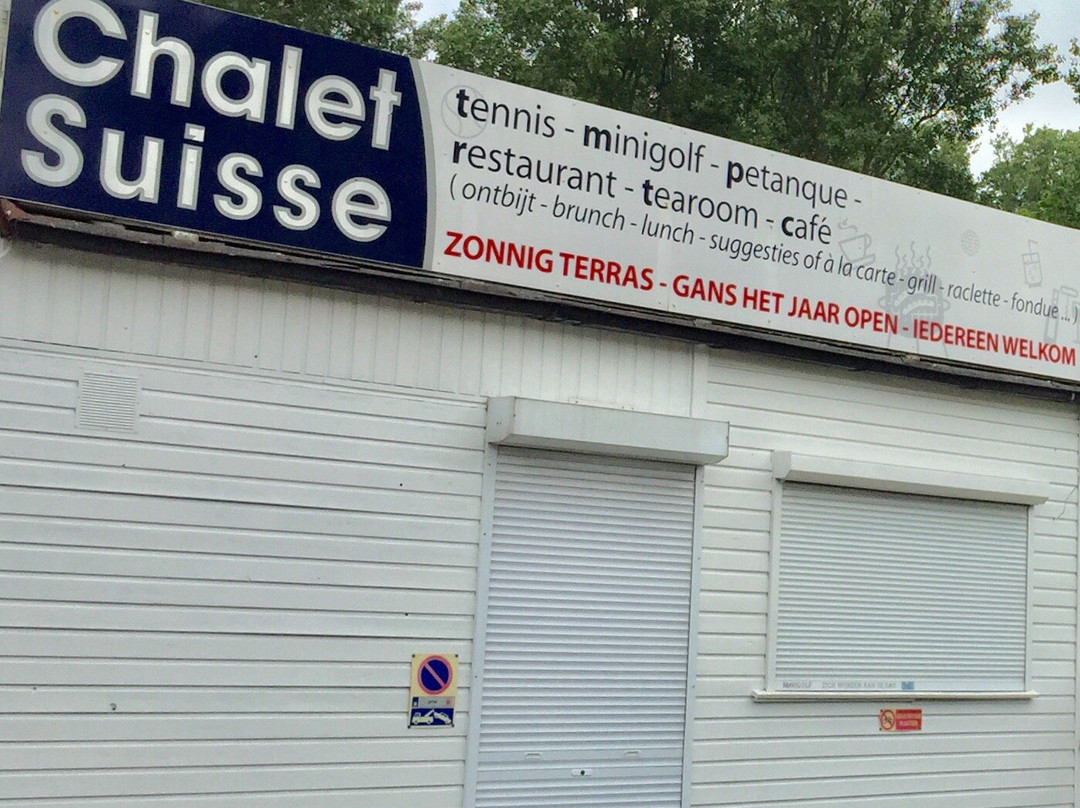 Chalet
Suisse
tennis - minigolf - petanque -
restaurant - tearoom - café
( ontbijt - brunch - lunch - suggesties of à la carte - grill - raclette - fondue ... )
ZONNIG TERRAS - GANS HET JAAR OPEN - IEDEREEN WELKOM